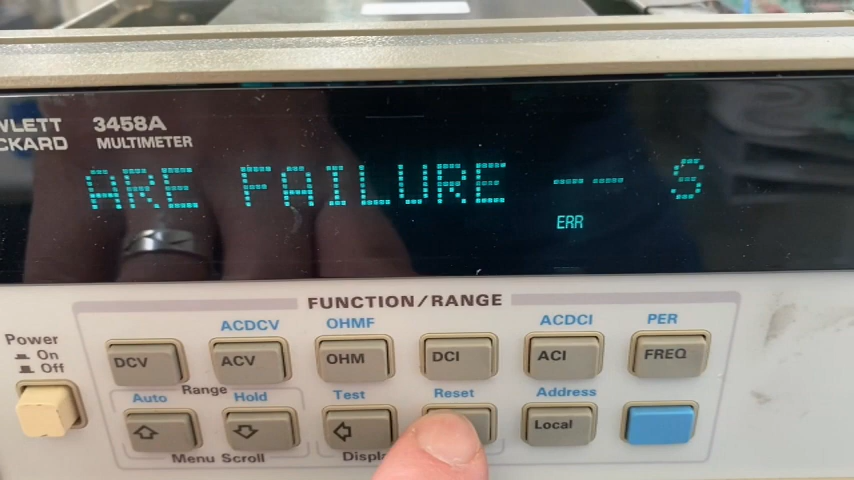 WLETT 3458A
CKARD MULTIMETER
ARE FAILURE -- S
ERR
FUNCTION/RANGE
ACDCV OHMF ACDCI PER
Power
On
Off
DCV ACV OHM DCI ACI FREQ
Range
Auto Hold Test Reset Address
Local
Menu Scroll Displ